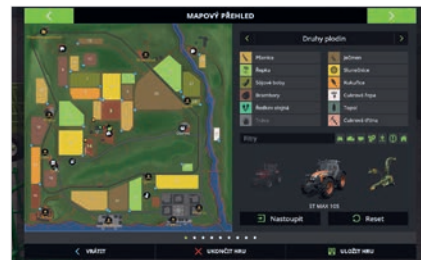 MAPOVÝ PŘEHLED
Druhy plodin
Pšenice
Ječmen
Řepka
Slunečnice
Sójové boby
Kukuřice
Brambory
Cukrová řepa
Ředkev olejná
Topol
Tráva
Cukrová třtina
Filtry
3T MAX 105
Nastoupit
Reset
VRÁTIT
UKONČIT HRU
ULOŽIT HRU